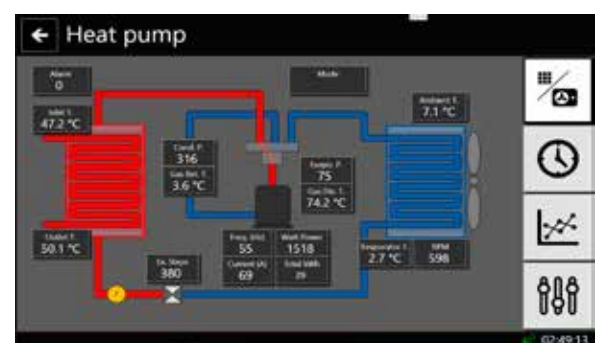 Heat pump
Alarm
0
Mode
Ambient T.
7.1 °C
Inlet T.
47.2 °C
Cond. P.
316
Gas Ret. T.
3.6 °C
Evapo. P.
75
Gas Dis. T.
74.2 °C
Outlet T.
50.1 °C
Ex. Steps
380
Freq. (Hz)
55
Watt Power
1518
Current (A)
69
Total kWh
29
Evaporator T.
2.7 °C
RPM
598
02:49:13